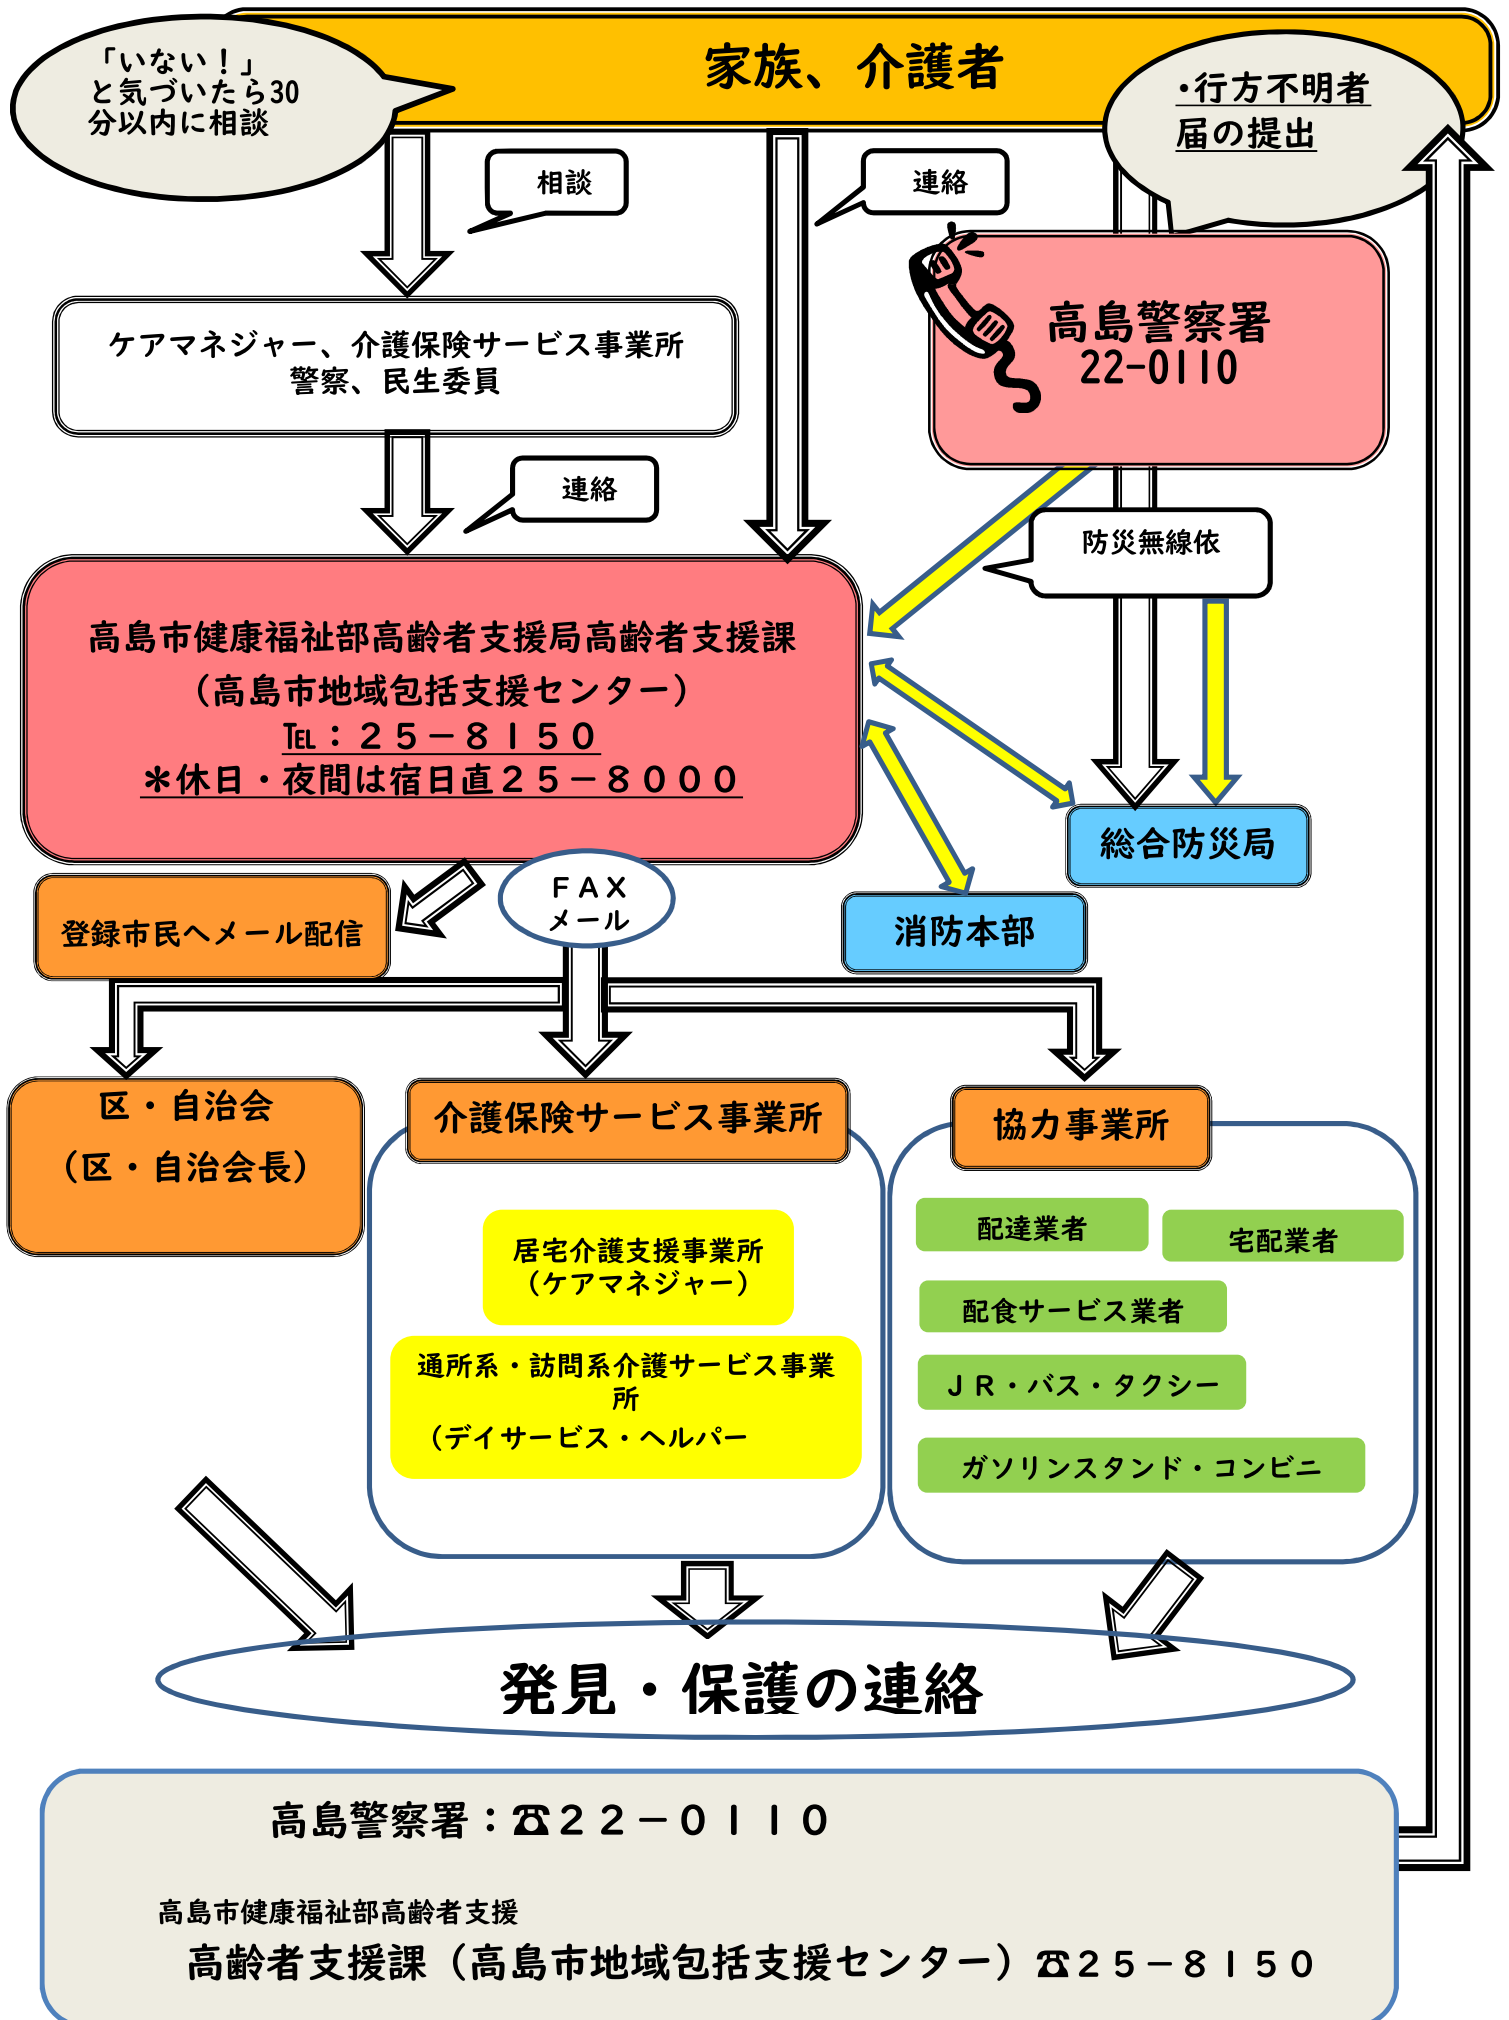 「いない！」
と気づいたら30
分以内に相談
家族、介護者
・行方不明者
届の提出
相談
連絡
ケアマネジャー、介護保険サービス事業所
警察、民生委員
高島警察署
22-0110
連絡
防災無線依
高島市健康福祉部高齢者支援局高齢者支援課
（高島市地域包括支援センター）
℡：２５－８１５０
＊休日・夜間は宿日直２５－８０００
総合防災局
消防本部
登録市民へメール配信
ＦＡＸ
メール
区・自治会
（区・自治会長）
介護保険サービス事業所
居宅介護支援事業所
（ケアマネジャー）
通所系・訪問系介護サービス事業
所
（デイサービス・ヘルパー
協力事業所
配達業者
宅配業者
配食サービス業者
ＪＲ・バス・タクシー
ガソリンスタンド・コンビニ
発見・保護の連絡
高島警察署：☎２２－０１１０
高島市健康福祉部高齢者支援
高齢者支援課（高島市地域包括支援センター）☎２５－８１５０